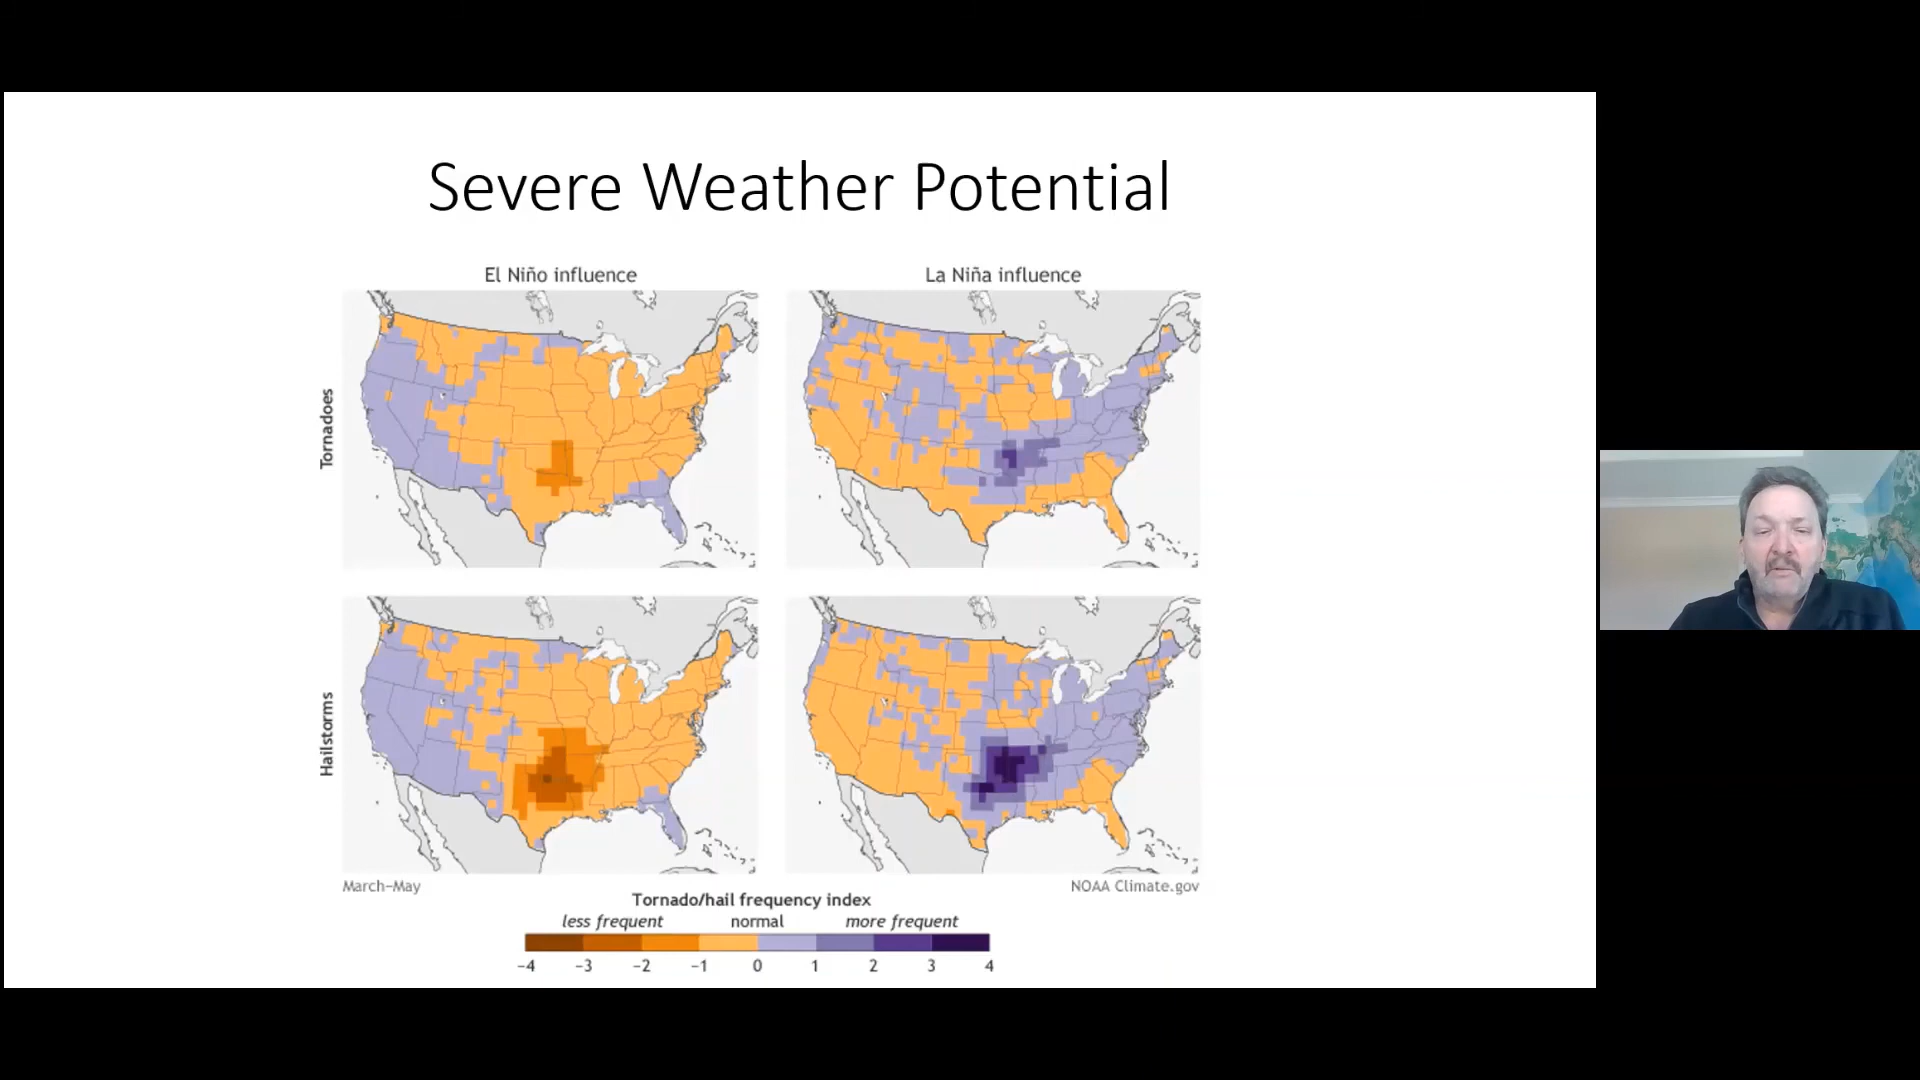 Severe Weather Potential
El Niño influence
La Niña influence
Tornadoes
Hailstorms
March–May
NOAA Climate.gov
Tornado/hail frequency index
less frequent normal more frequent
−4 −3 −2 −1 0 1 2 3 4